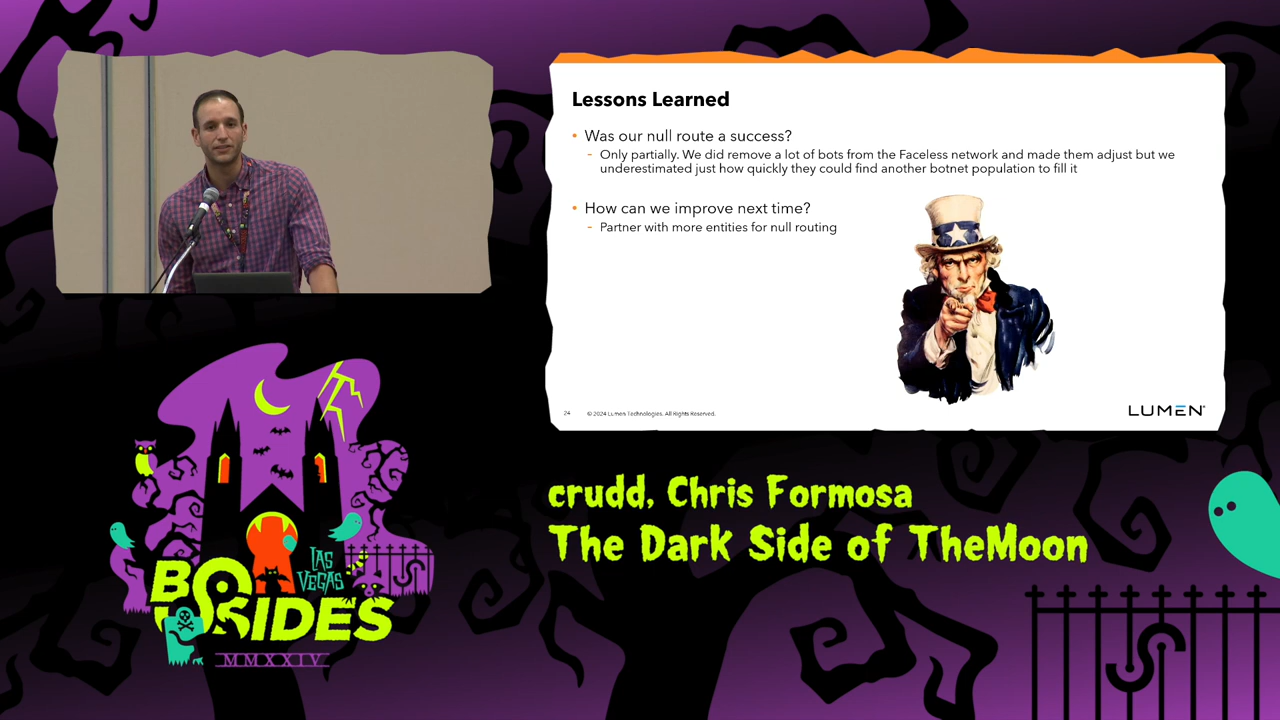 Lessons Learned
• Was our null route a success?
- Only partially. We did remove a lot of bots from the Faceless network and made them adjust but we
underestimated just how quickly they could find another botnet population to fill it
• How can we improve next time?
- Partner with more entities for null routing
24 © 2024 Lumen Technologies. All Rights Reserved.
LUMEN®
crudd, Chris Formosa
The Dark Side of TheMoon
LAS
VEGAS
BSIDES
MMXXIV